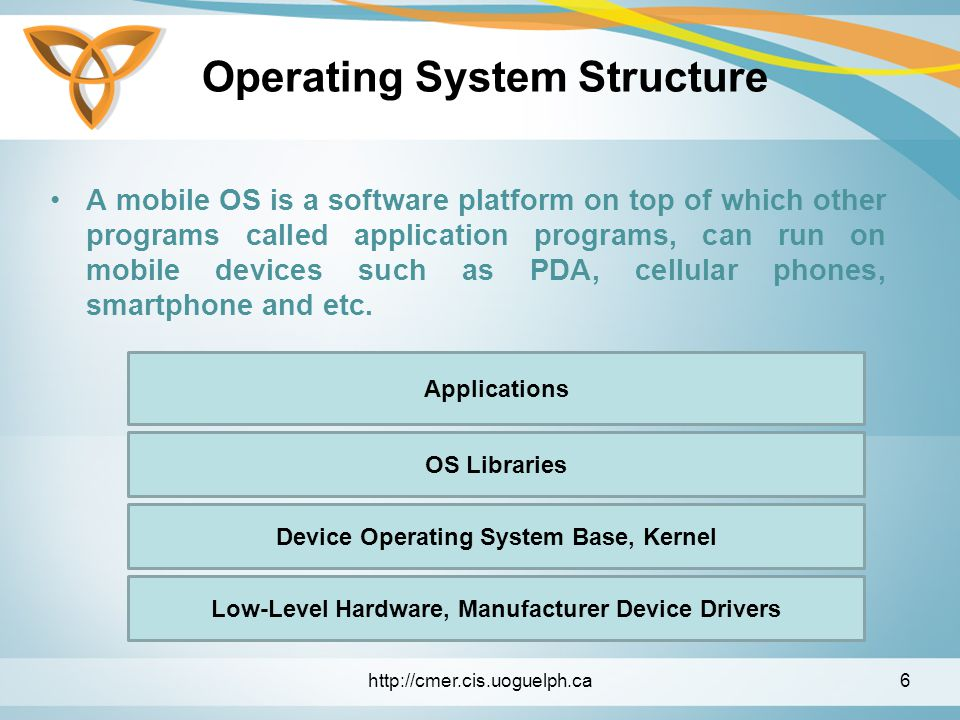 Operating System Structure
• A mobile OS is a software platform on top of which other
programs called application programs, can run on
mobile devices such as PDA, cellular phones,
smartphone and etc.
Applications
OS Libraries
Device Operating System Base, Kernel
Low-Level Hardware, Manufacturer Device Drivers
http://cmer.cis.uoguelph.ca
6